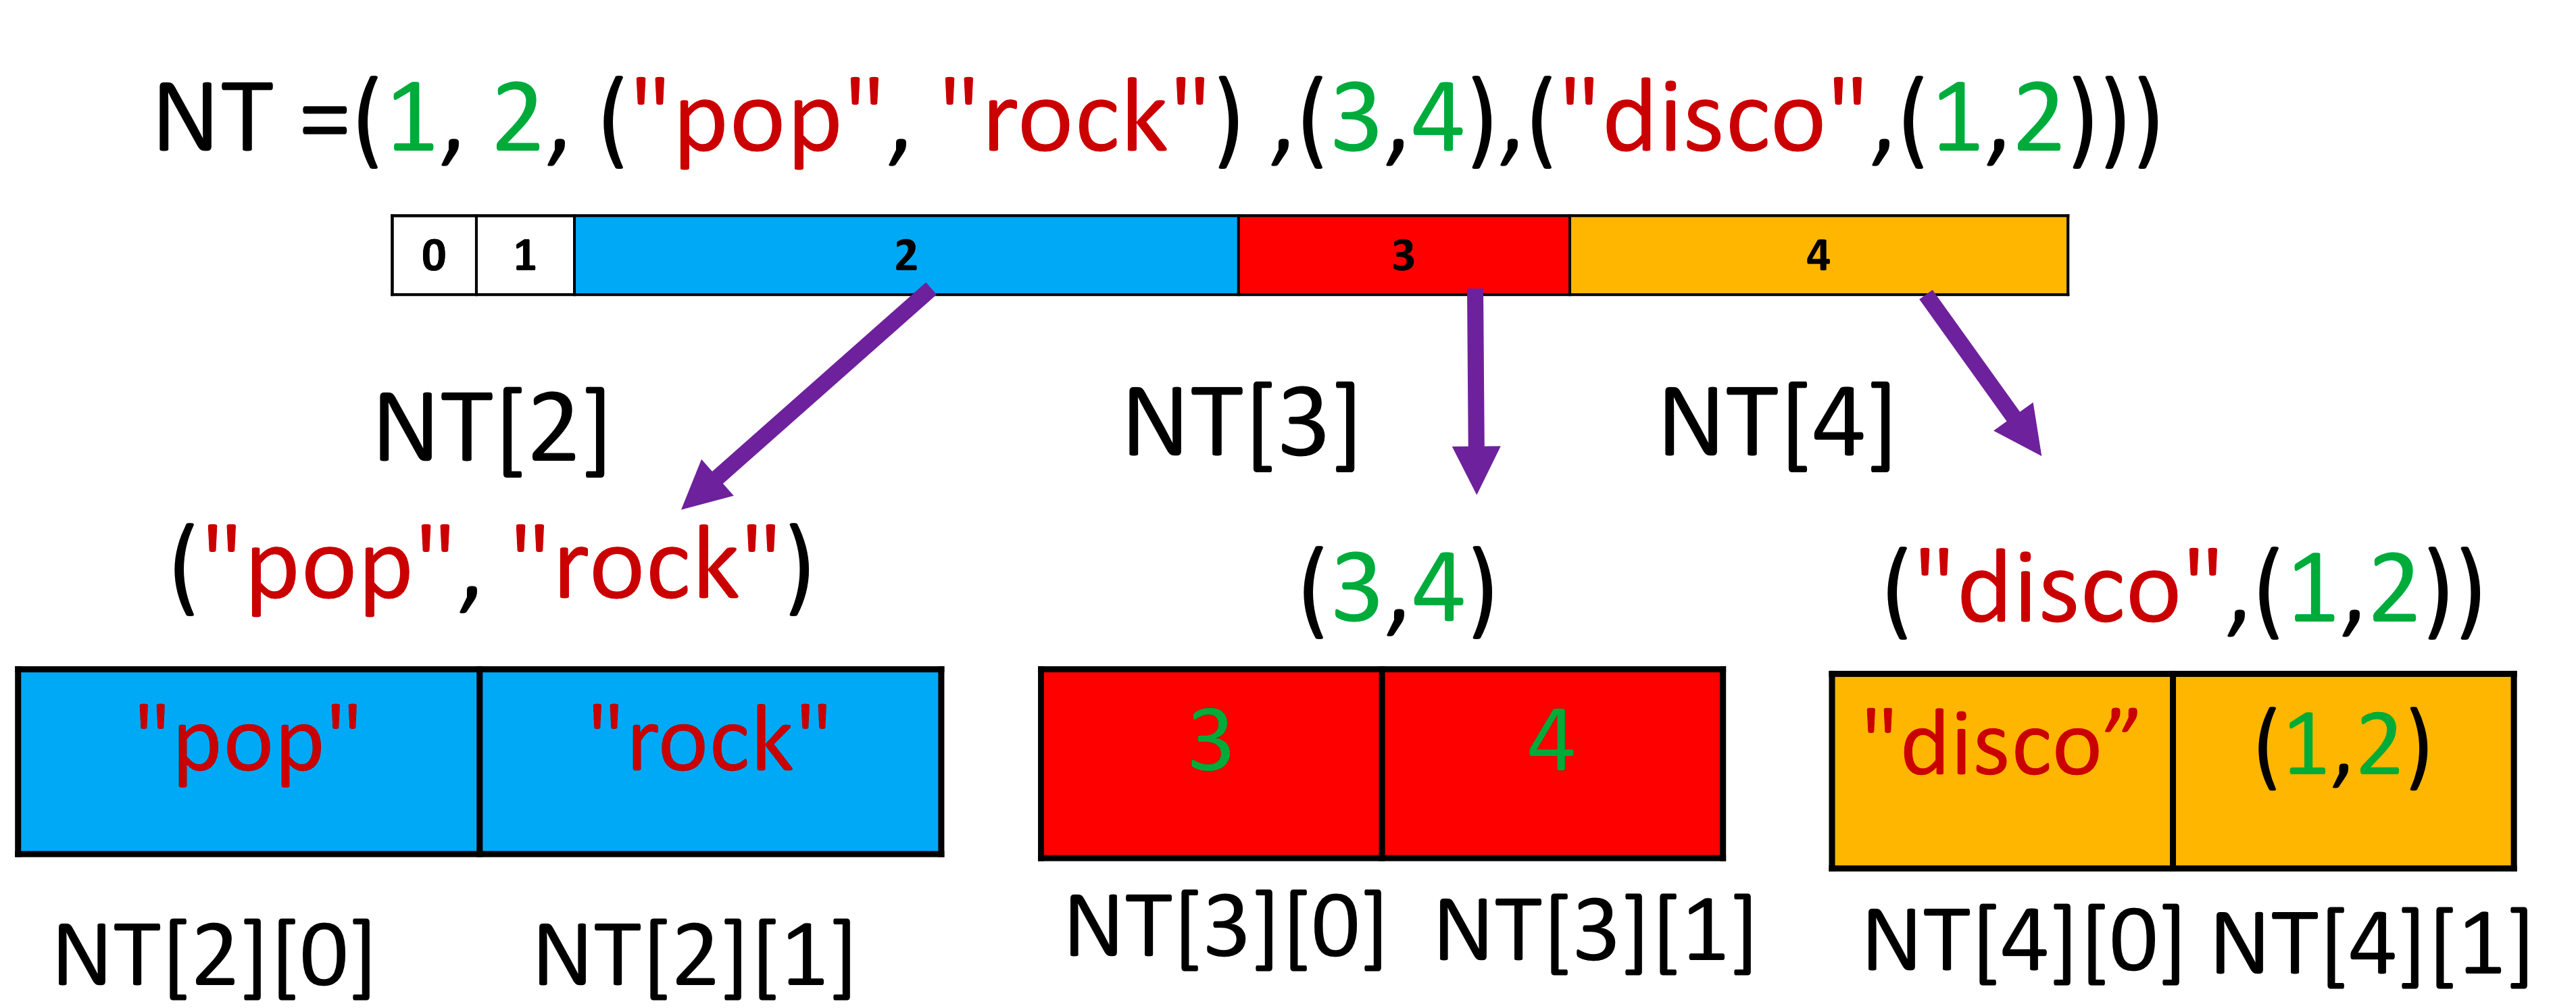 NT =(1, 2, ("pop", "rock") ,(3,4),("disco",(1,2)))
0 1 2 3 4
NT[2] NT[3] NT[4]
("pop", "rock") (3,4) ("disco",(1,2))
"pop" "rock" 3 4 "disco” (1,2)
NT[2][0] NT[2][1] NT[3][0] NT[3][1] NT[4][0] NT[4][1]